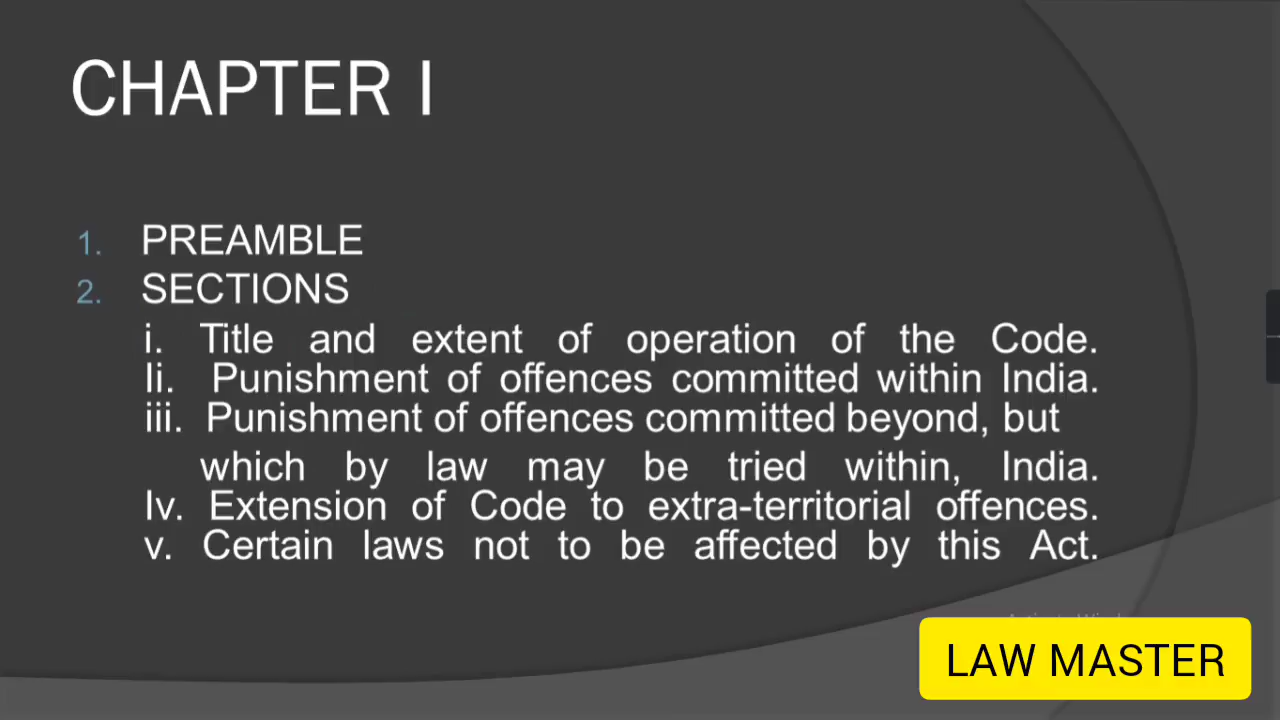 CHAPTER I
1. PREAMBLE
2. SECTIONS
i. Title and extent of operation of the Code.
Ii. Punishment of offences committed within India.
iii. Punishment of offences committed beyond, but
which by law may be tried within, India.
Iv. Extension of Code to extra-territorial offences.
v. Certain laws not to be affected by this Act.
LAW MASTER